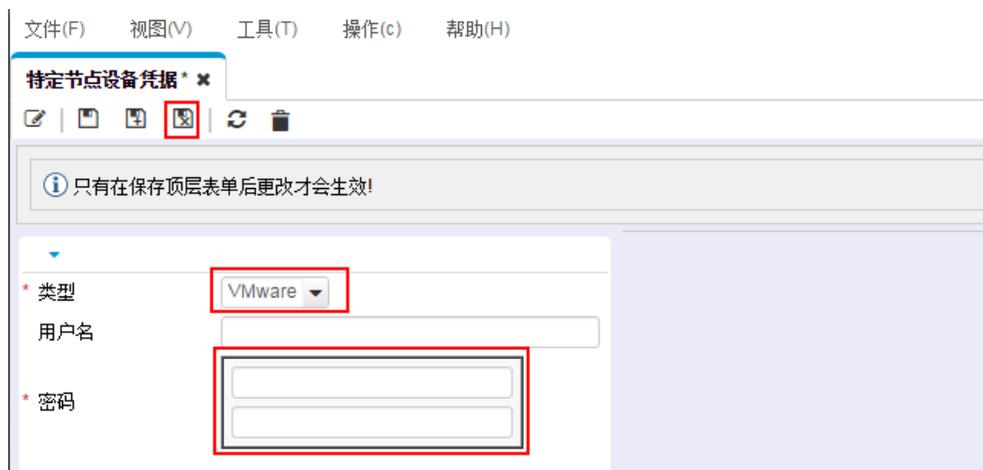 文件(F) 视图(V) 工具(T) 操作(c) 帮助(H)
特定节点设备凭据* ✖
只有在保存顶层表单后更改才会生效!
* 类型 VMware
用户名
* 密码